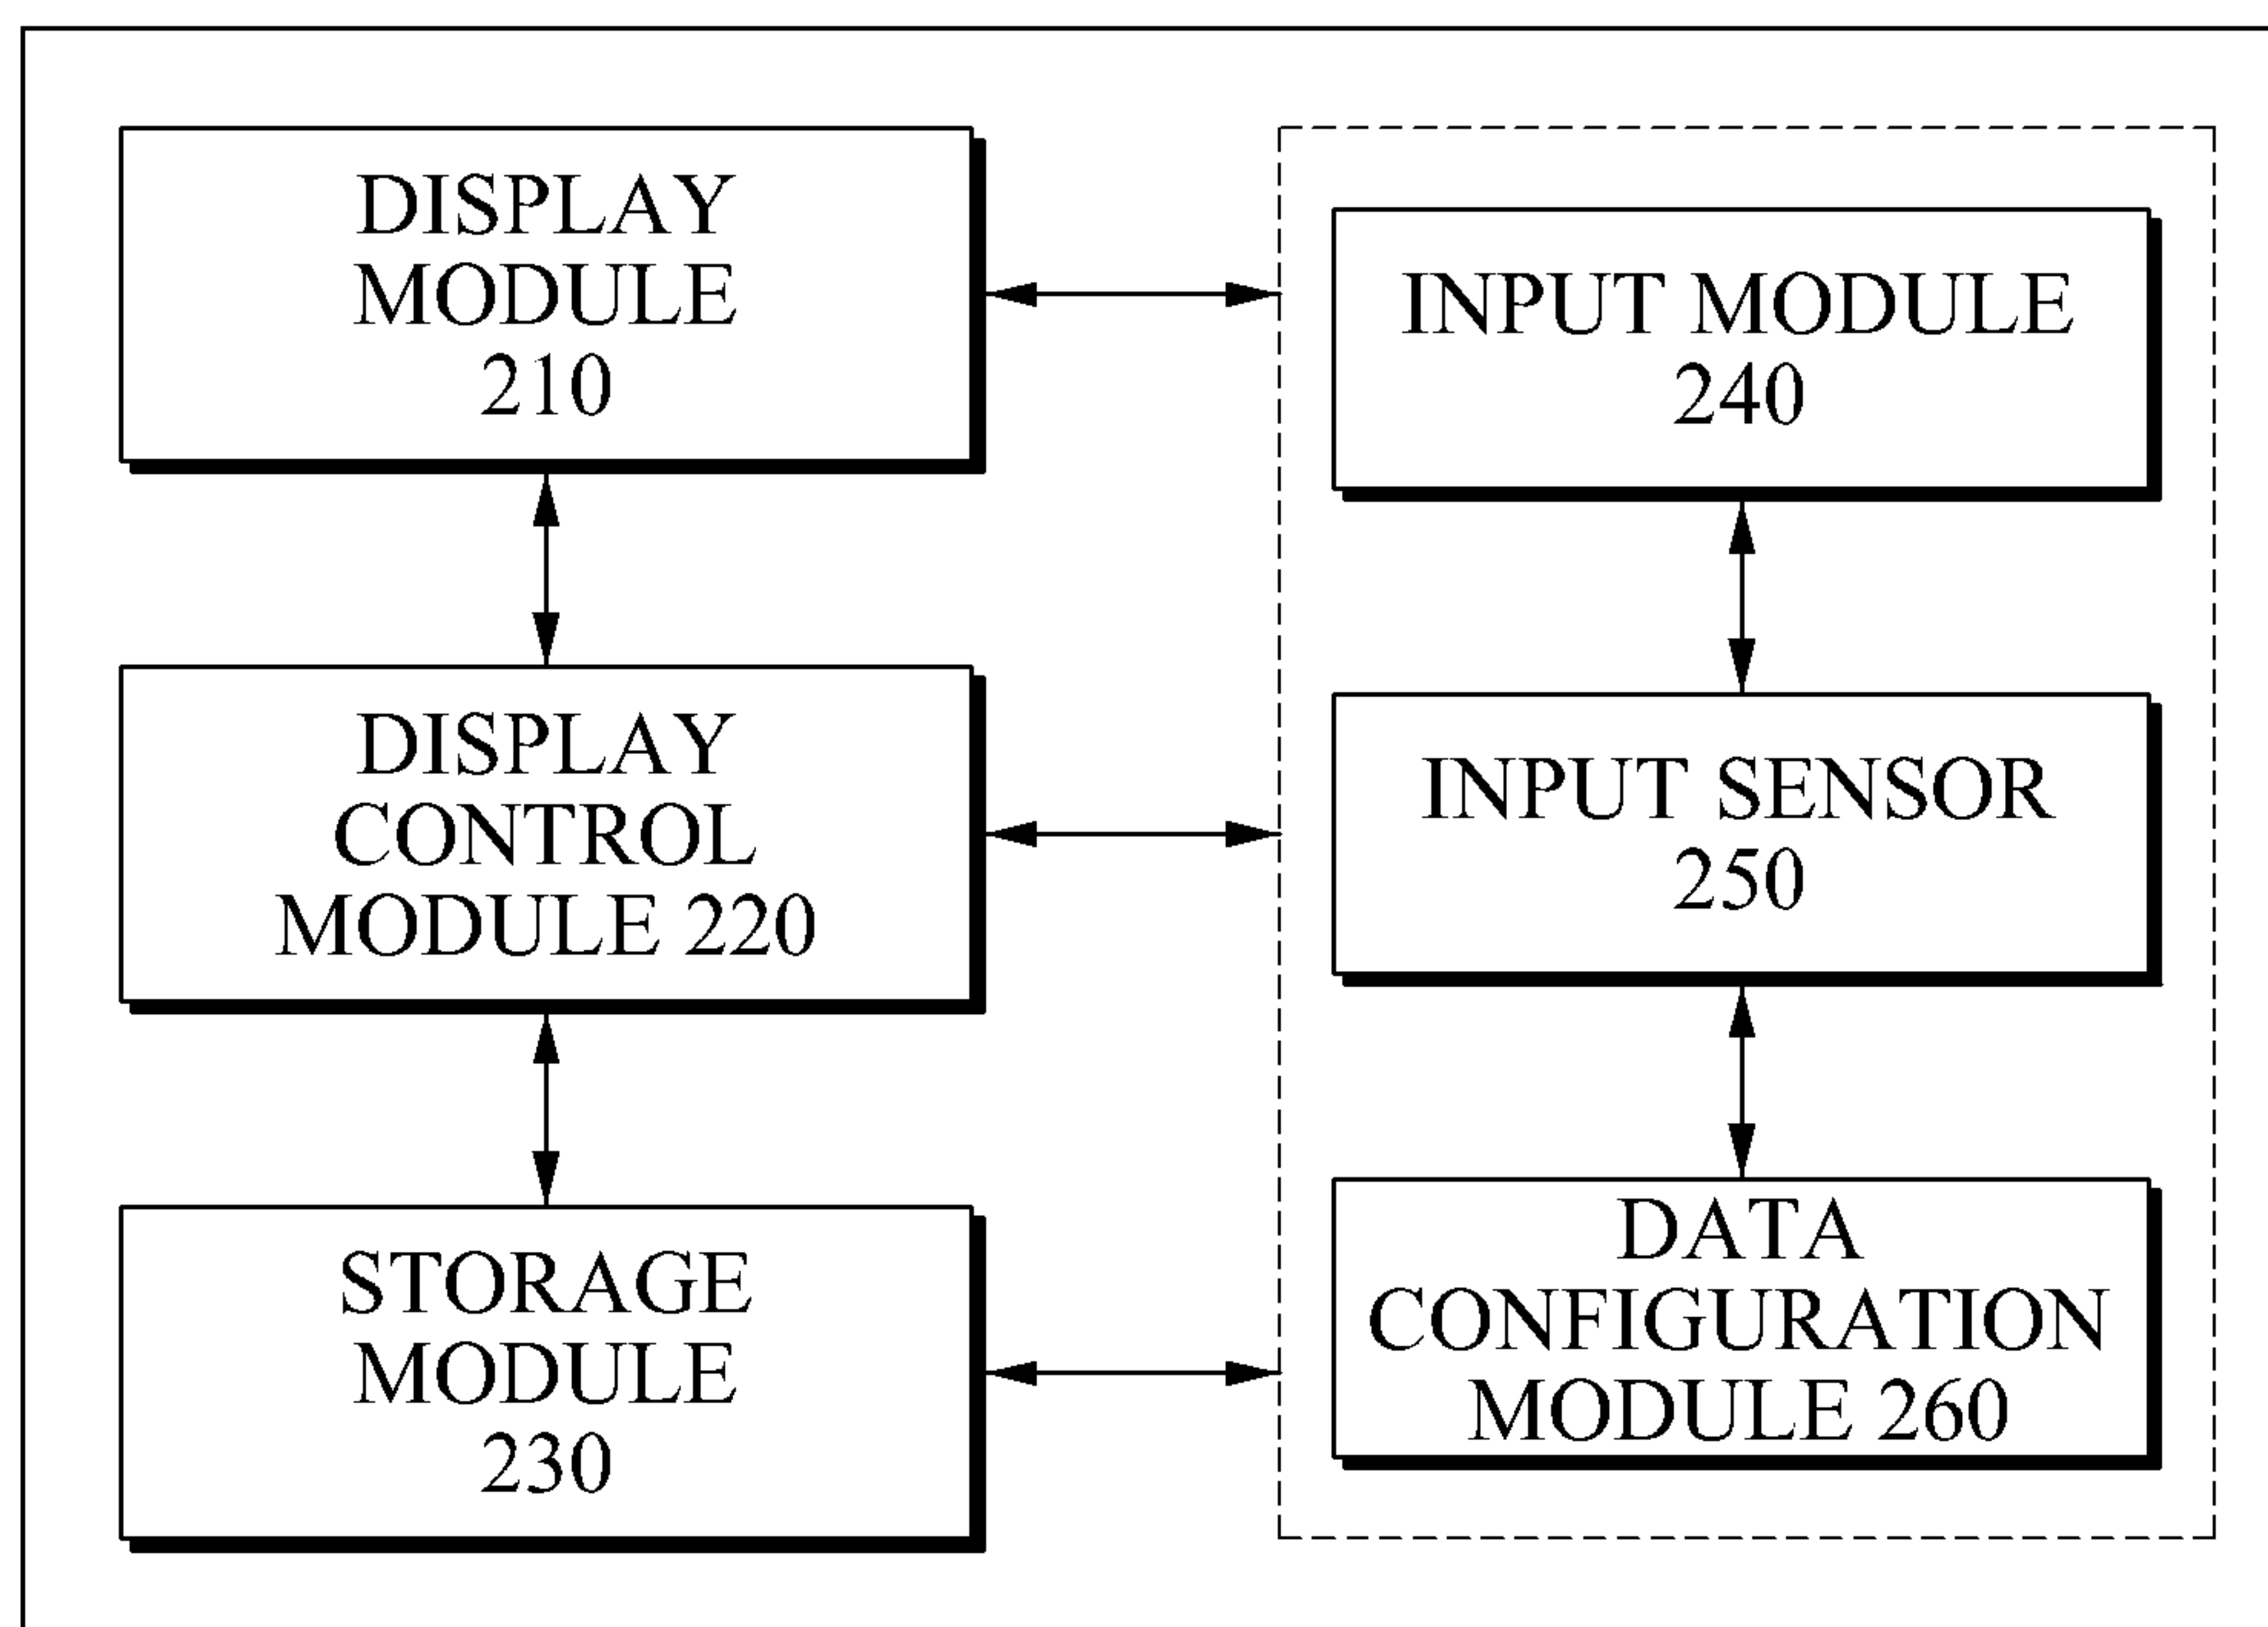 DISPLAY
MODULE
210
DISPLAY
CONTROL
MODULE 220
STORAGE
MODULE
230
INPUT MODULE
240
INPUT SENSOR
250
DATA
CONFIGURATION
MODULE 260